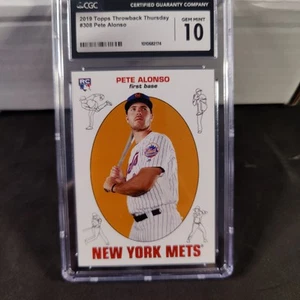 CGC
CERTIFIED GUARANTY COMPANY
2019 Topps Throwback Thursday
#308 Pete Alonso
GEM MINT
10
RC
PETE ALONSO
first base
NEW YORK METS